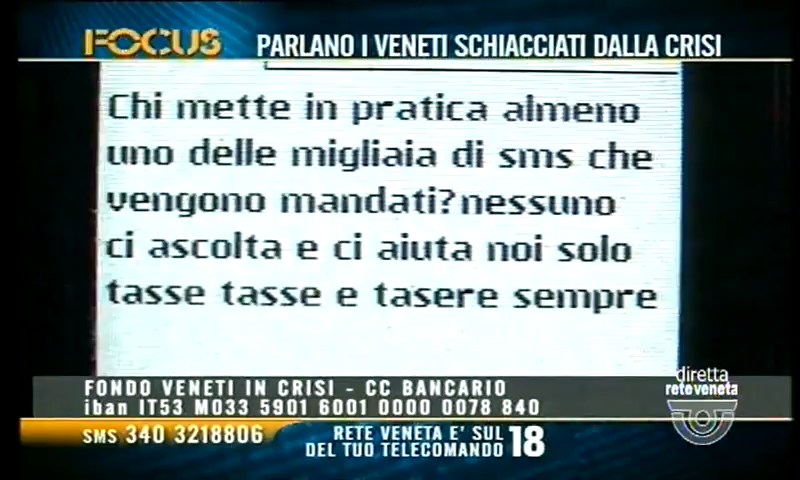 FOCUS
PARLANO I VENETI SCHIACCIATI DALLA CRISI
Chi mette in pratica almeno
uno delle migliaia di sms che
vengono mandati?nessuno
ci ascolta e ci aiuta noi solo
tasse tasse e tasere sempre
FONDO VENETI IN CRISI - CC BANCARIO
iban IT53 M033 5901 6001 0000 0078 840
diretta
reteveneta
SMS 340 3218806
RETE VENETA E' SUL 18
DEL TUO TELECOMANDO